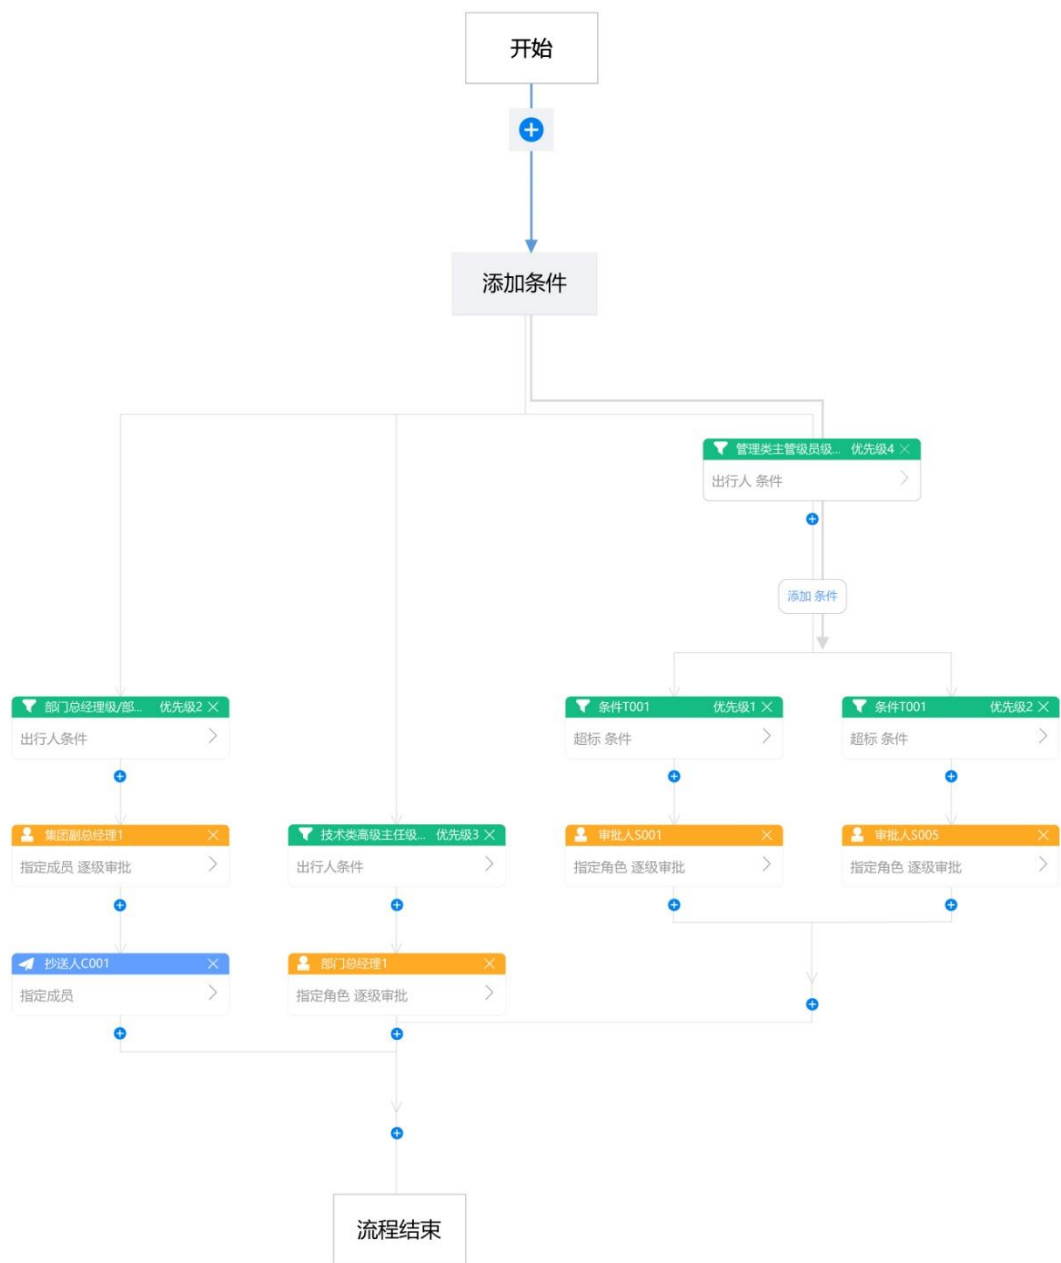 开始
添加条件
管理类主管级员级... 优先级4
出行人 条件
添加 条件
部门总经理级/部... 优先级2
出行人条件
条件T001 优先级1
超标 条件
条件T001 优先级2
超标 条件
集团副总经理1
指定成员 逐级审批
技术类高级主任级... 优先级3
出行人条件
审批人S001
指定角色 逐级审批
审批人S005
指定角色 逐级审批
抄送人C001
指定成员
部门总经理1
指定角色 逐级审批
流程结束